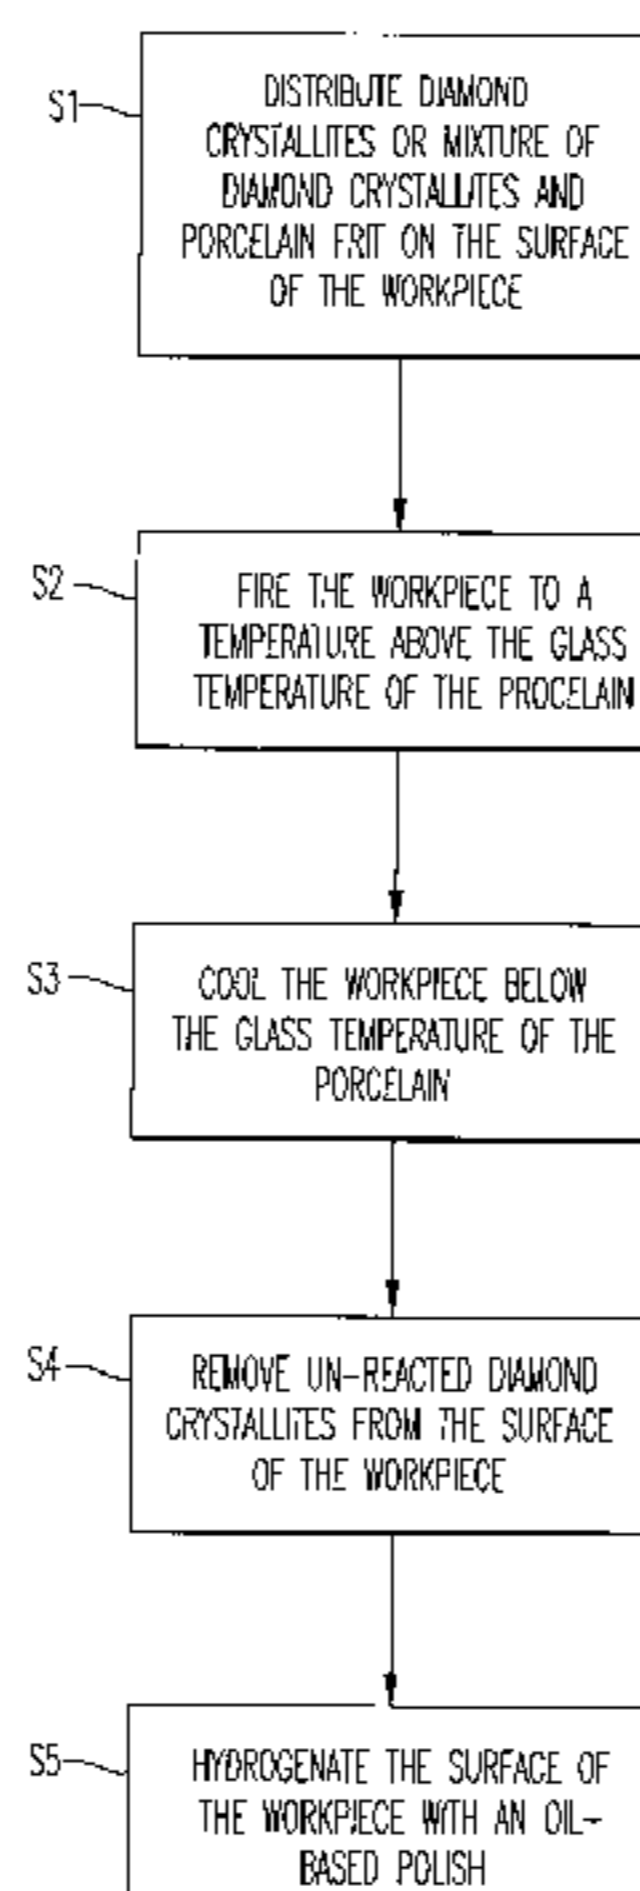 S1
DISTRIBUTE DIAMOND
CRYSTALLITES OR MIXTURE OF
DIAMOND CRYSTALLITES AND
PORCELAIN FRIT ON THE SURFACE
OF THE WORKPIECE
S2
FIRE THE WORKPIECE TO A
TEMPERATURE ABOVE THE GLASS
TEMPERATURE OF THE PROCELAIN
S3
COOL THE WORKPIECE BELOW
THE GLASS TEMPERATURE OF THE
PORCELAIN
S4
REMOVE UN-REACTED DIAMOND
CRYSTALLITES FROM THE SURFACE
OF THE WORKPIECE
S5
HYDROGENATE THE SURFACE OF
THE WORKPIECE WITH AN OIL-
BASED POLISH